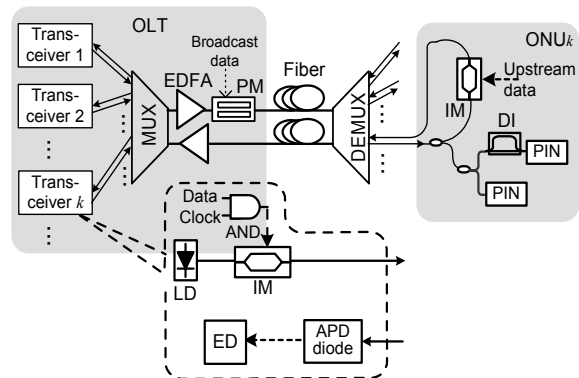 OLT
ONUk
Trans-
ceiver 1
Broadcast
data
EDFA
PM
Fiber
Upstream
data
IM
Trans-
ceiver 2
MUX
DEMUX
DI
PIN
PIN
Trans-
ceiver k
Data
Clock
AND
LD
IM
ED
APD
diode